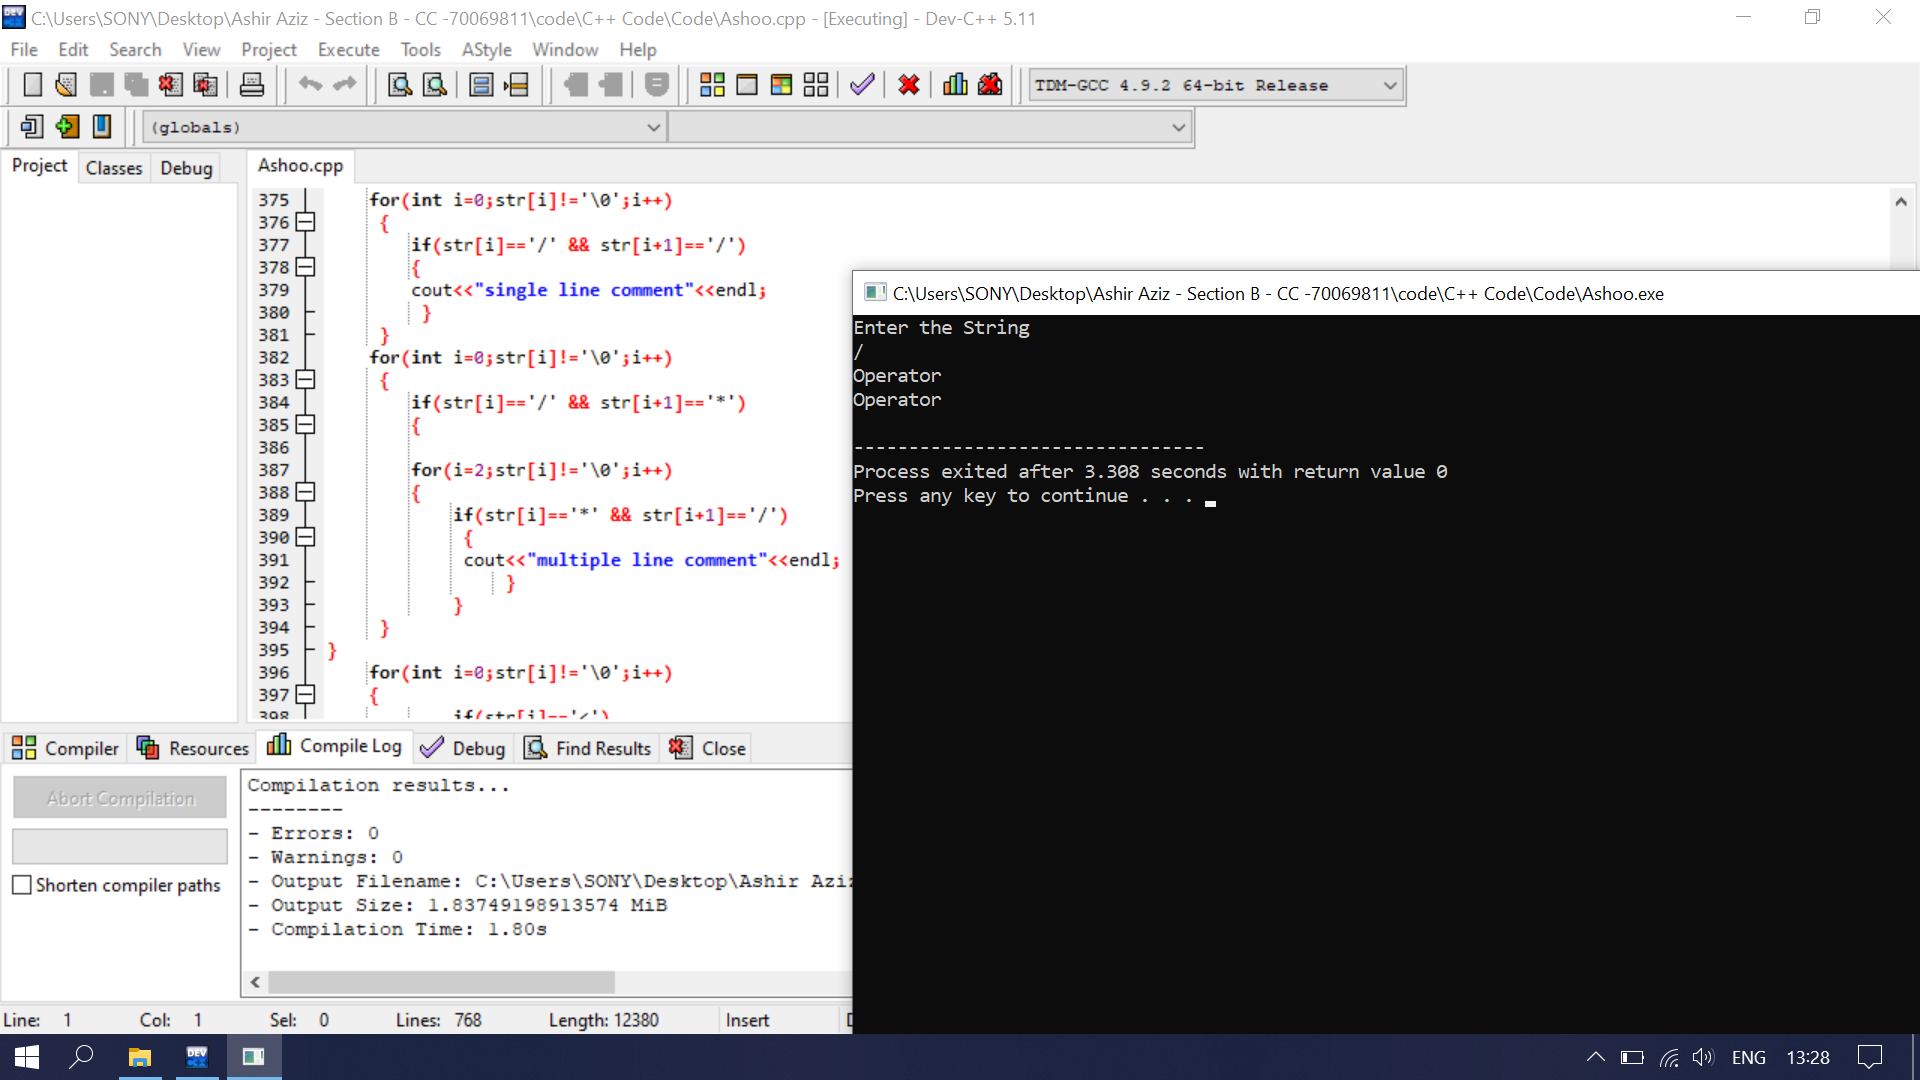 C:\Users\SONY\Desktop\Ashir Aziz - Section B - CC -70069811\code\C++ Code\Code\Ashoo.cpp - [Executing] - Dev-C++ 5.11
File Edit Search View Project Execute Tools AStyle Window Help
TDM-GCC 4.9.2 64-bit Release
(globals)
Project Classes Debug
Ashoo.cpp
375 for(int i=0;str[i]!='\0';i++)
376 {
377 if(str[i]=='/' && str[i+1]=='/')
378 {
379 cout<<"single line comment"<<endl;
380 }
381 }
382 for(int i=0;str[i]!='\0';i++)
383 {
384 if(str[i]=='/' && str[i+1]=='*')
385 {
386
387 for(i=2;str[i]!='\0';i++)
388 {
389 if(str[i]=='*' && str[i+1]=='/')
390 {
391 cout<<"multiple line comment"<<endl;
392 }
393 }
394 }
395 }
396 for(int i=0;str[i]!='\0';i++)
397 {
398 if(str[i]=='<')
C:\Users\SONY\Desktop\Ashir Aziz - Section B - CC -70069811\code\C++ Code\Code\Ashoo.exe
Enter the String
/
Operator
Operator
--------------------------------
Process exited after 3.308 seconds with return value 0
Press any key to continue . . .
Compiler Resources Compile Log Debug Find Results Close
Abort Compilation
Shorten compiler paths
Compilation results...
--------
- Errors: 0
- Warnings: 0
- Output Filename: C:\Users\SONY\Desktop\Ashir Aziz
- Output Size: 1.83749198913574 MiB
- Compilation Time: 1.80s
Line: 1 Col: 1 Sel: 0 Lines: 768 Length: 12380 Insert
DEV
ENG 13:28